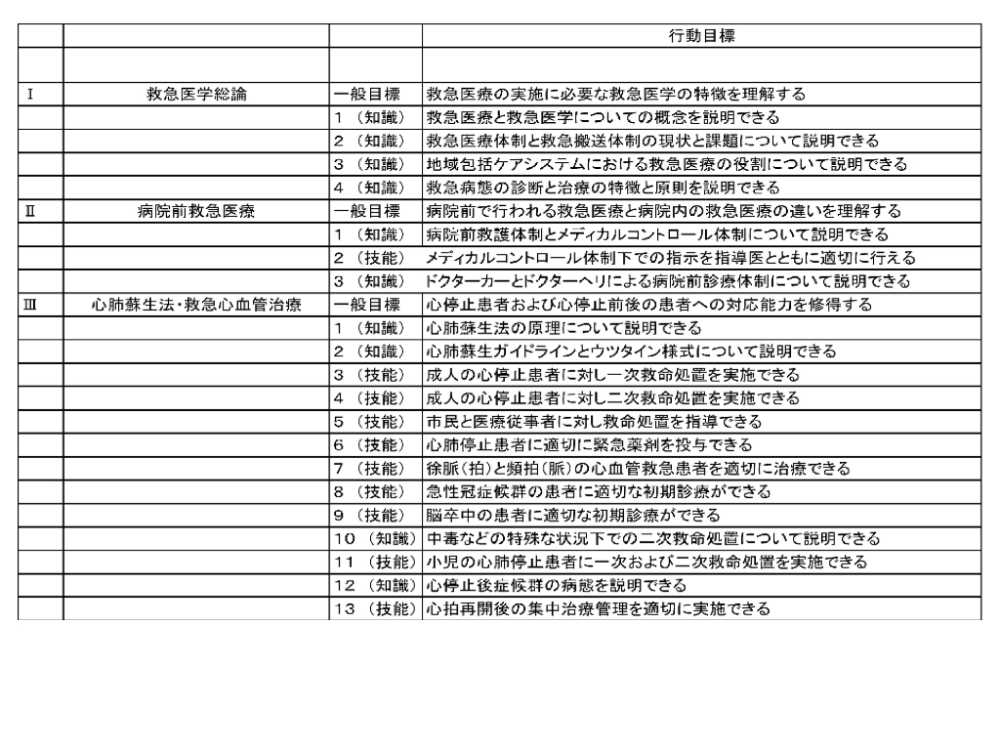 行動目標
Ⅰ 救急医学総論 一般目標 救急医療の実施に必要な救急医学の特徴を理解する
1 （知識） 救急医療と救急医学についての概念を説明できる
2 （知識） 救急医療体制と救急搬送体制の現状と課題について説明できる
3 （知識） 地域包括ケアシステムにおける救急医療の役割について説明できる
4 （知識） 救急病態の診断と治療の特徴と原則を説明できる
Ⅱ 病院前救急医療 一般目標 病院前で行われる救急医療と病院内の救急医療の違いを理解する
1 （知識） 病院前救護体制とメディカルコントロール体制について説明できる
2 （技能） メディカルコントロール体制下での指示を指導医とともに適切に行える
3 （知識） ドクターカーとドクターヘリによる病院前診療体制について説明できる
Ⅲ 心肺蘇生法・救急心血管治療 一般目標 心停止患者および心停止前後の患者への対応能力を修得する
1 （知識） 心肺蘇生法の原理について説明できる
2 （知識） 心肺蘇生ガイドラインとウツタイン様式について説明できる
3 （技能） 成人の心停止患者に対し一次救命処置を実施できる
4 （技能） 成人の心停止患者に対し二次救命処置を実施できる
5 （技能） 市民と医療従事者に対し救命処置を指導できる
6 （技能） 心肺停止患者に適切に緊急薬剤を投与できる
7 （技能） 徐脈（拍）と頻拍（脈）の心血管救急患者を適切に治療できる
8 （技能） 急性冠症候群の患者に適切な初期診療ができる
9 （技能） 脳卒中の患者に適切な初期診療ができる
10 （知識） 中毒などの特殊な状況下での二次救命処置について説明できる
11 （技能） 小児の心肺停止患者に一次および二次救命処置を実施できる
12 （知識） 心停止後症候群の病態を説明できる
13 （技能） 心拍再開後の集中治療管理を適切に実施できる